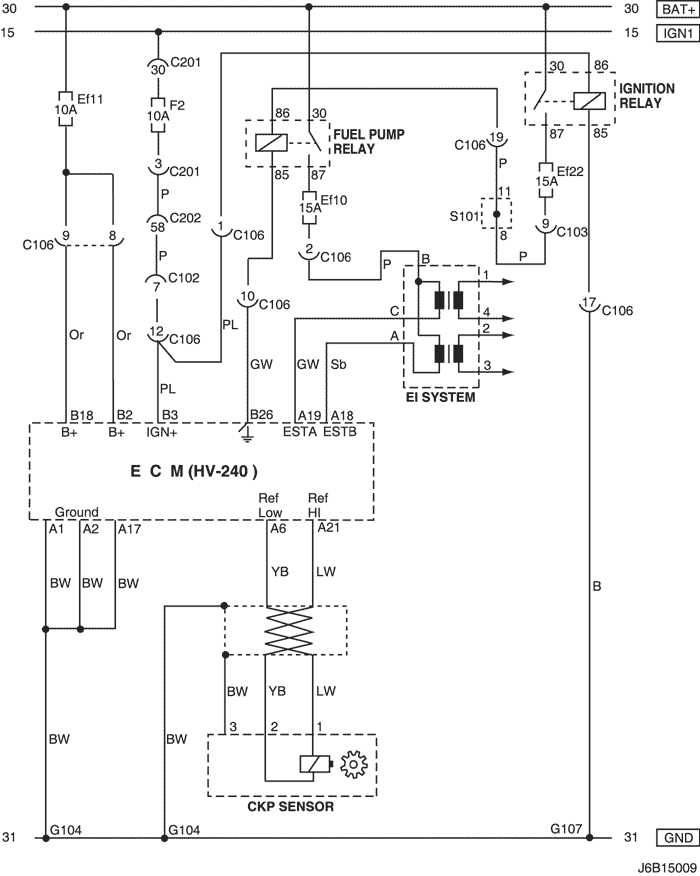 30 30 BAT+
15 15 IGN1
30 C201
30 86
Ef11
10A
F2
10A
IGNITION
RELAY
86 30
FUEL PUMP
RELAY
87 85
19
C106
P
3
C201
85 87
Ef22
15A
P
Ef10
15A
11
S101
8
9
C103
P
58
C202
1
C106
9 8
C106
P
2
C106
P
B
7
C102
1
10
C106
17
C106
C
4
12
C106
PL
2
A
Or Or
GW GW Sb
3
PL
EI SYSTEM
B18 B2 B3 B26 A19 A18
B+ B+ IGN+ ESTA ESTB
E C M (HV-240 )
Ground
Ref
Low
Ref
HI
A1 A2 A17 A6 A21
BW BW BW YB LW
B
BW YB LW
3 2 1
BW BW
CKP SENSOR
31 G104 G104 G107 31 GND
J6B15009